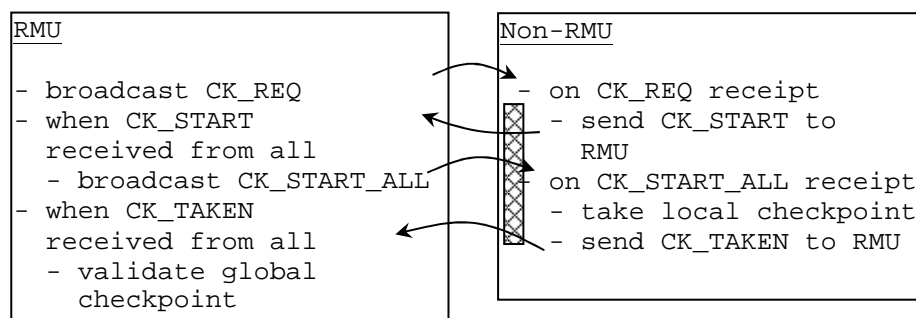 RMU
- broadcast CK_REQ
- when CK_START
received from all
- broadcast CK_START_ALL
- when CK_TAKEN
received from all
- validate global
checkpoint
Non-RMU
- on CK_REQ receipt
- send CK_START to
RMU
- on CK_START_ALL receipt
- take local checkpoint
- send CK_TAKEN to RMU